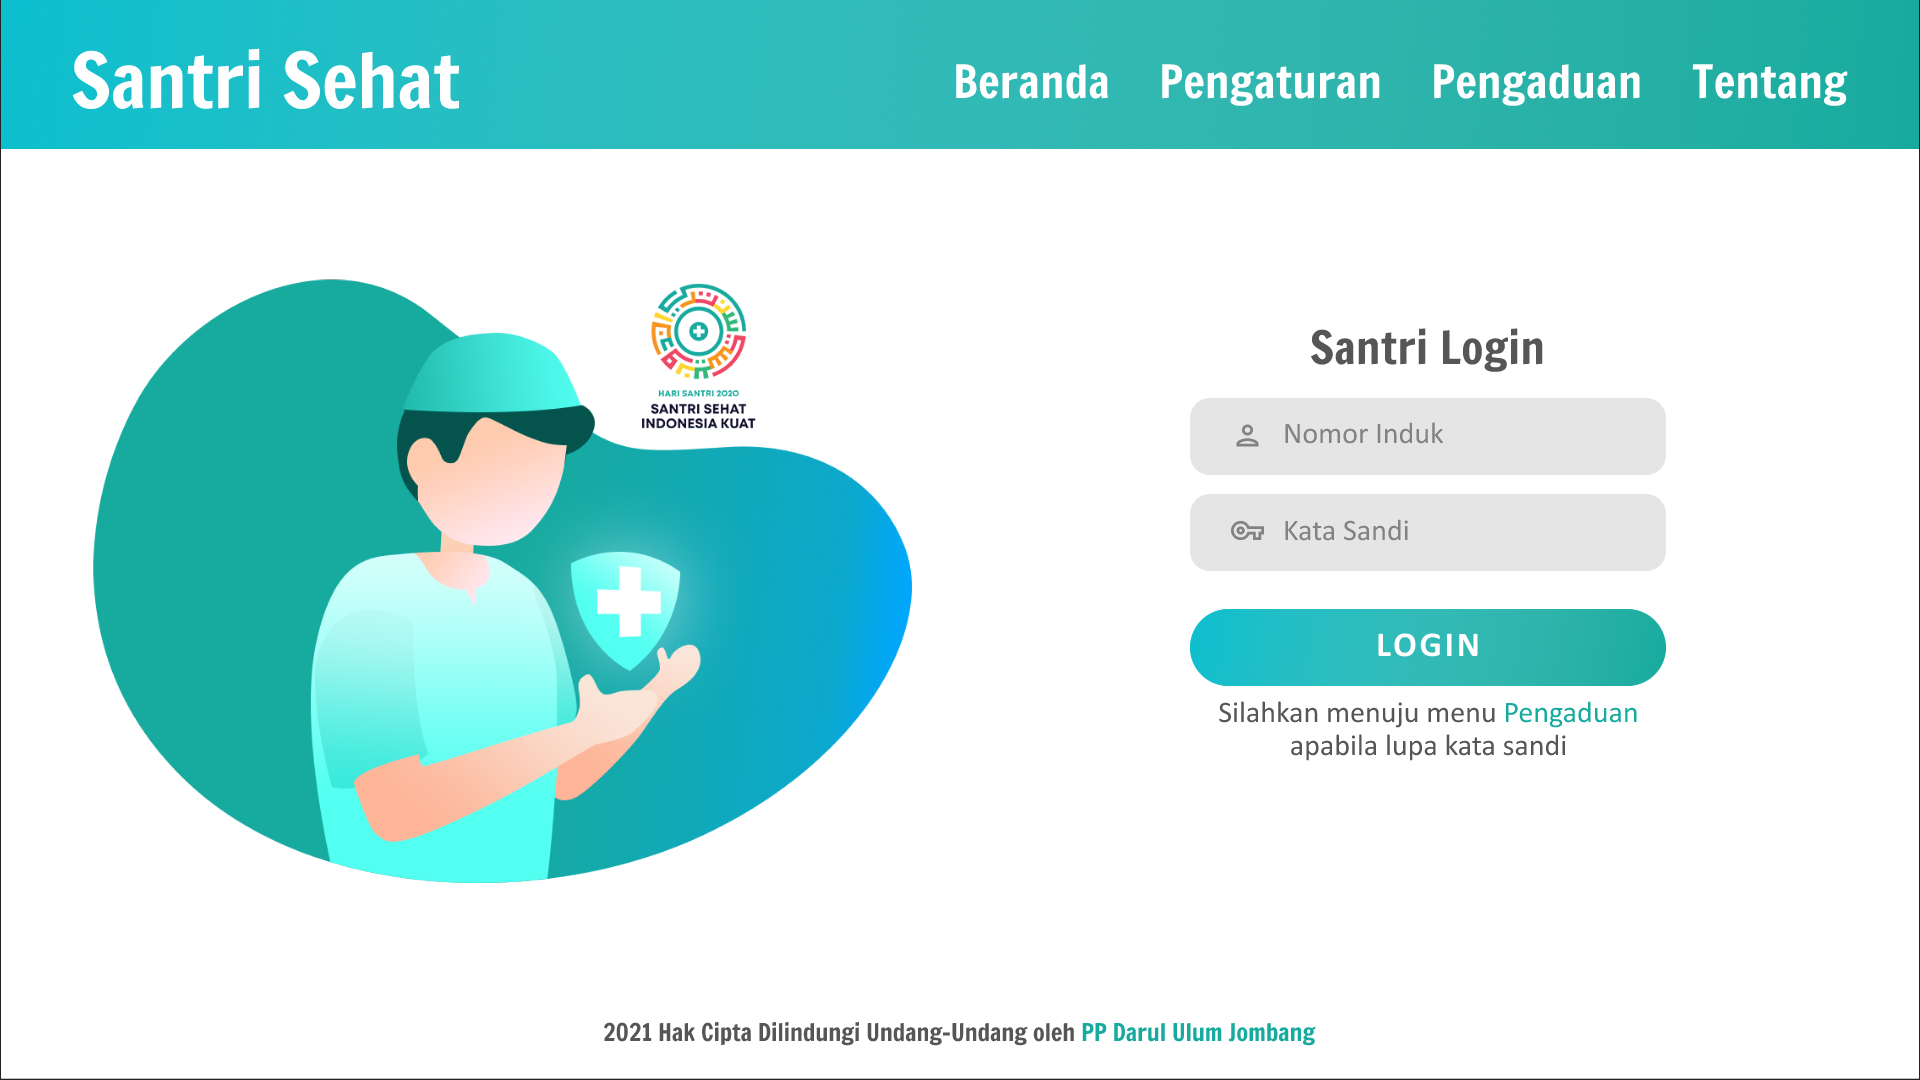 Santri Sehat
Beranda Pengaturan Pengaduan Tentang
HARI SANTRI 2020
SANTRI SEHAT
INDONESIA KUAT
Santri Login
Nomor Induk
Kata Sandi
LOGIN
Silahkan menuju menu Pengaduan
apabila lupa kata sandi
2021 Hak Cipta Dilindungi Undang-Undang oleh PP Darul Ulum Jombang